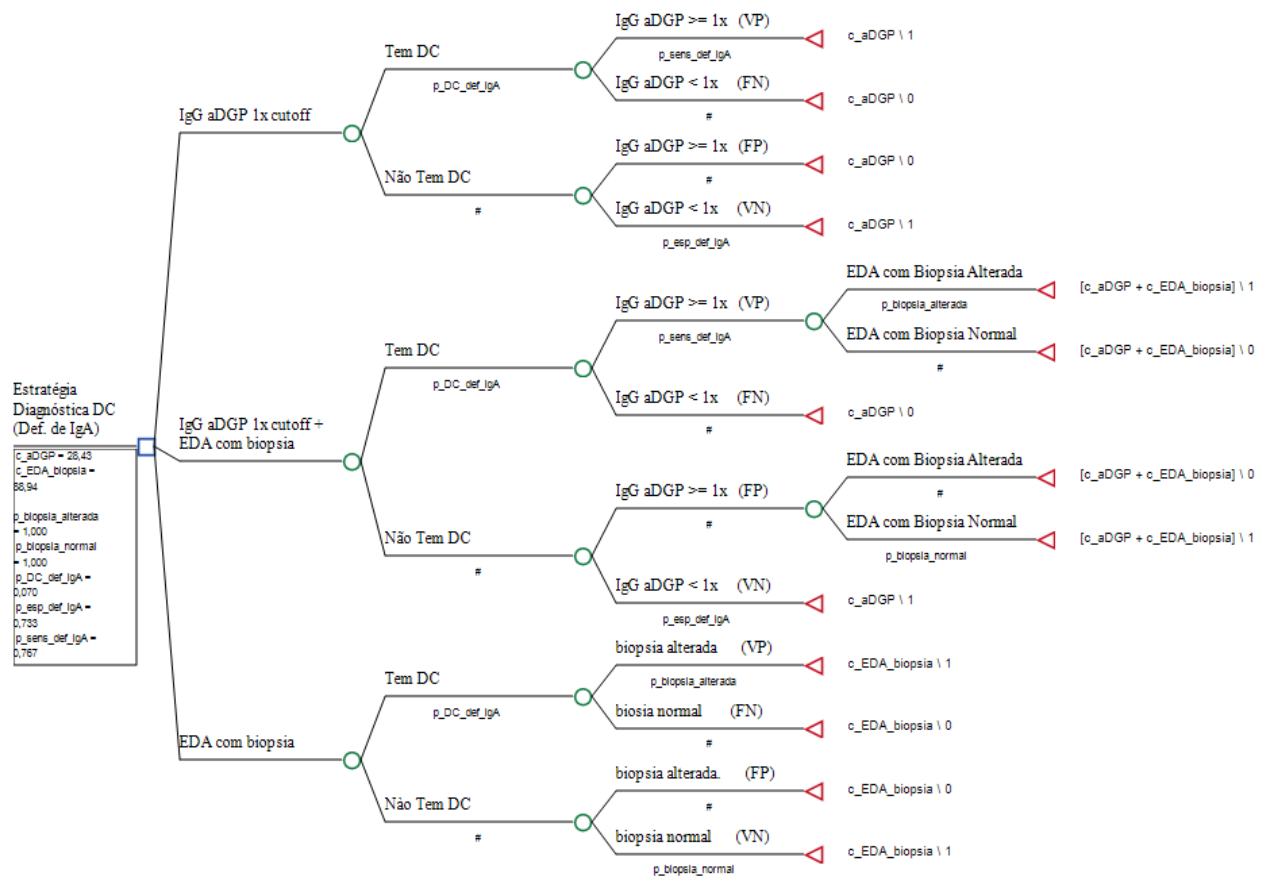 IgG aDGP >= 1x (VP)
c_aDGP \ 1
Tem DC
p_sens_def_IgA
p_DC_def_IgA
IgG aDGP < 1x (FN)
c_aDGP \ 0
#
IgG aDGP 1x cutoff
IgG aDGP >= 1x (FP)
c_aDGP \ 0
Não Tem DC
#
#
IgG aDGP < 1x (VN)
c_aDGP \ 1
p_esp_def_IgA
EDA com Biopsia Alterada
[c_aDGP + c_EDA_biopsia] \ 1
IgG aDGP >= 1x (VP)
p_biopsia_alterada
p_sens_def_IgA
EDA com Biopsia Normal
[c_aDGP + c_EDA_biopsia] \ 0
Tem DC
#
p_DC_def_IgA
IgG aDGP < 1x (FN)
c_aDGP \ 0
#
Estratégia
Diagnóstica DC
(Def. de IgA)
IgG aDGP 1x cutoff +
EDA com biopsia
c_aDGP = 28,43
c_EDA_biopsia =
88,94
p_biopsia_alterada
= 1,000
p_biopsia_normal
= 1,000
p_DC_def_IgA =
0,070
p_esp_def_IgA =
0,733
p_sens_def_IgA =
0,767
EDA com Biopsia Alterada
[c_aDGP + c_EDA_biopsia] \ 0
IgG aDGP >= 1x (FP)
#
#
EDA com Biopsia Normal
[c_aDGP + c_EDA_biopsia] \ 1
Não Tem DC
p_biopsia_normal
#
IgG aDGP < 1x (VN)
c_aDGP \ 1
p_esp_def_IgA
biopsia alterada (VP)
c_EDA_biopsia \ 1
Tem DC
p_biopsia_alterada
p_DC_def_IgA
biosia normal (FN)
c_EDA_biopsia \ 0
#
EDA com biopsia
biopsia alterada. (FP)
c_EDA_biopsia \ 0
Não Tem DC
#
#
biopsia normal (VN)
c_EDA_biopsia \ 1
p_biopsia_normal